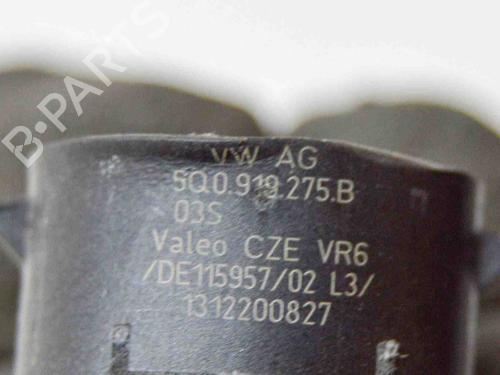 B-PARTS
VW AG
5Q0.919.275.B
03S
Valeo CZE VR6
/DE115957/02 L3/
1312200827